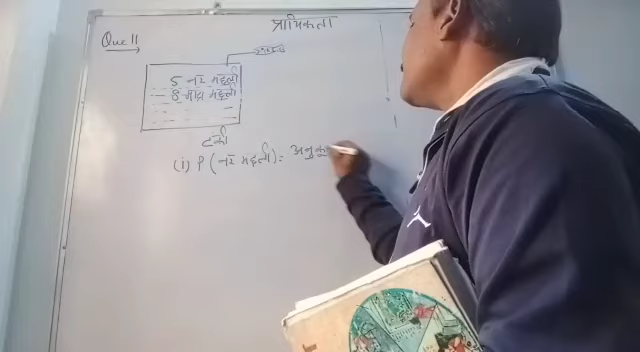 प्रायिकता
Que 11
5 नर मछली
8 मादा मछली
टंकी
(i) P (नर मछली) = अनुकू